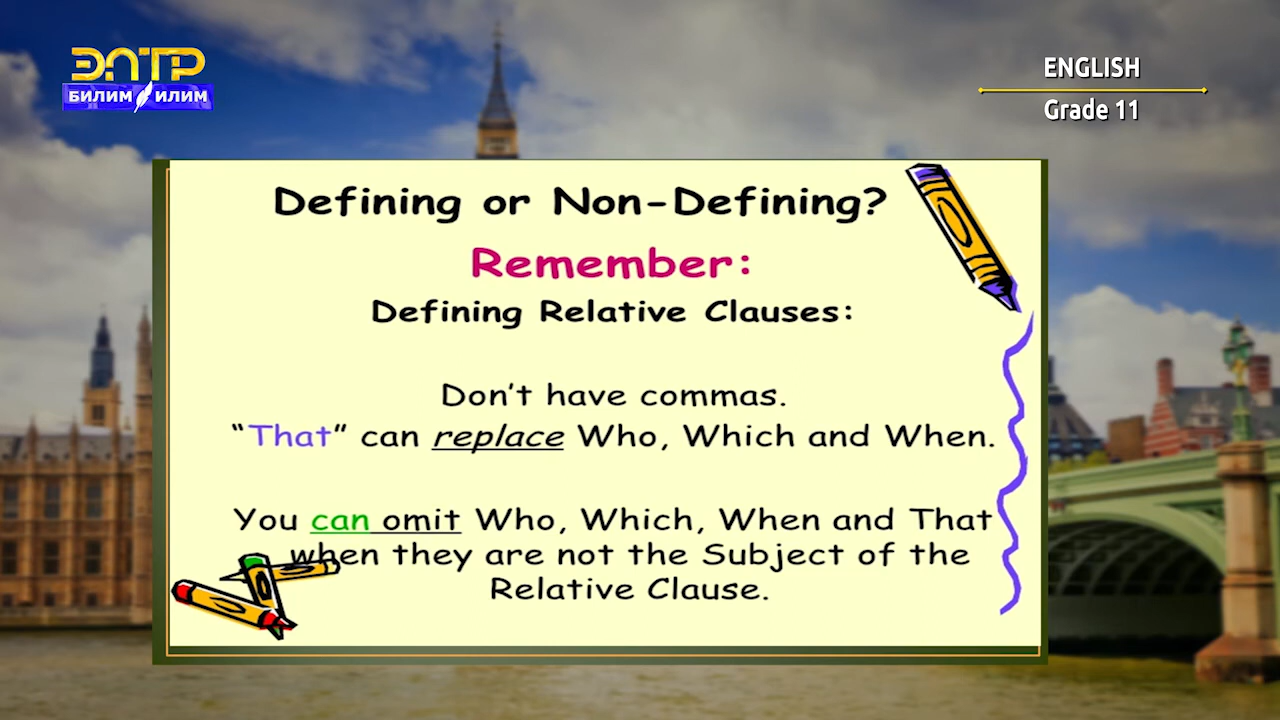 ЭЛТР
БИЛИМ ИЛИМ
ENGLISH
Grade 11
Defining or Non-Defining?
Remember:
Defining Relative Clauses:
Don't have commas.
“That” can replace Who, Which and When.
You can omit Who, Which, When and That
when they are not the Subject of the
Relative Clause.